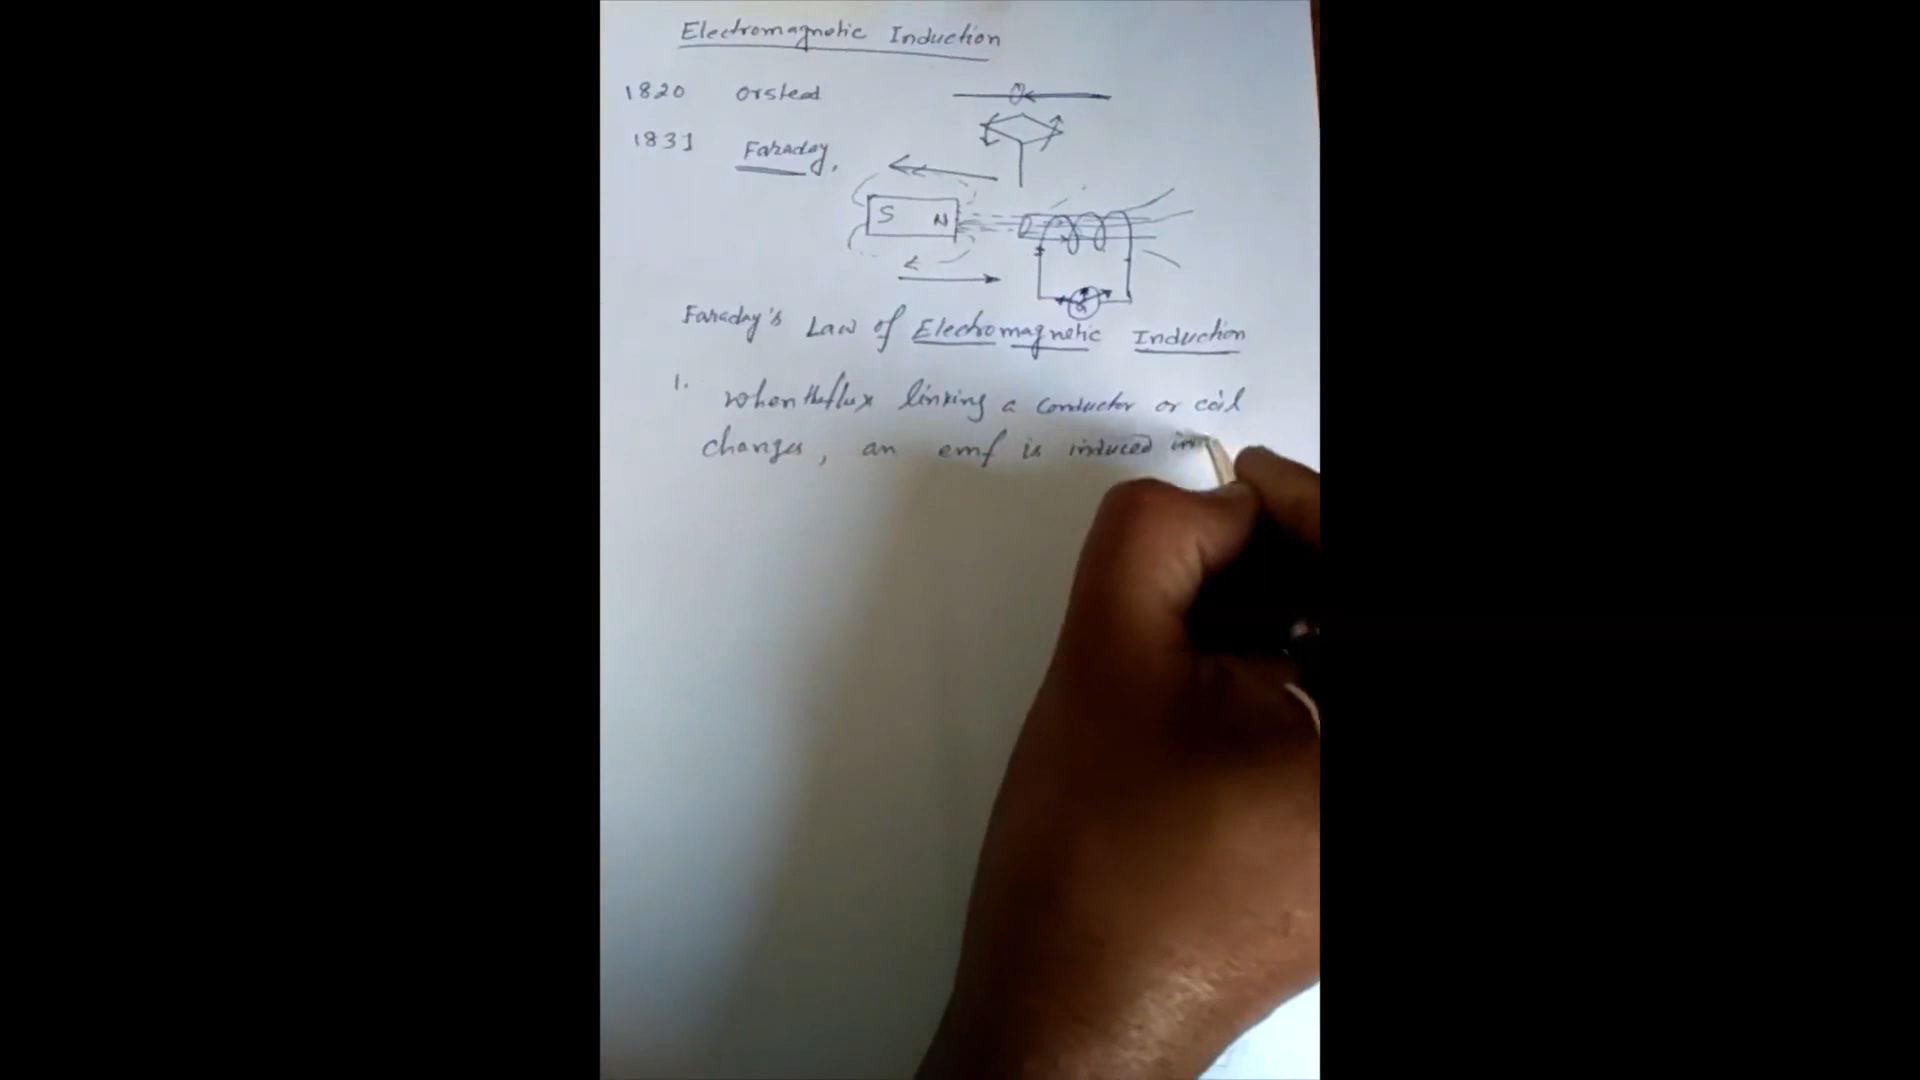 Electromagnetic Induction
1820 Orstead
1831 Faraday,
S N
G
Faraday's Law of Electromagnetic Induction
1. when the flux linking a conductor or coil
changes, an emf is induced in